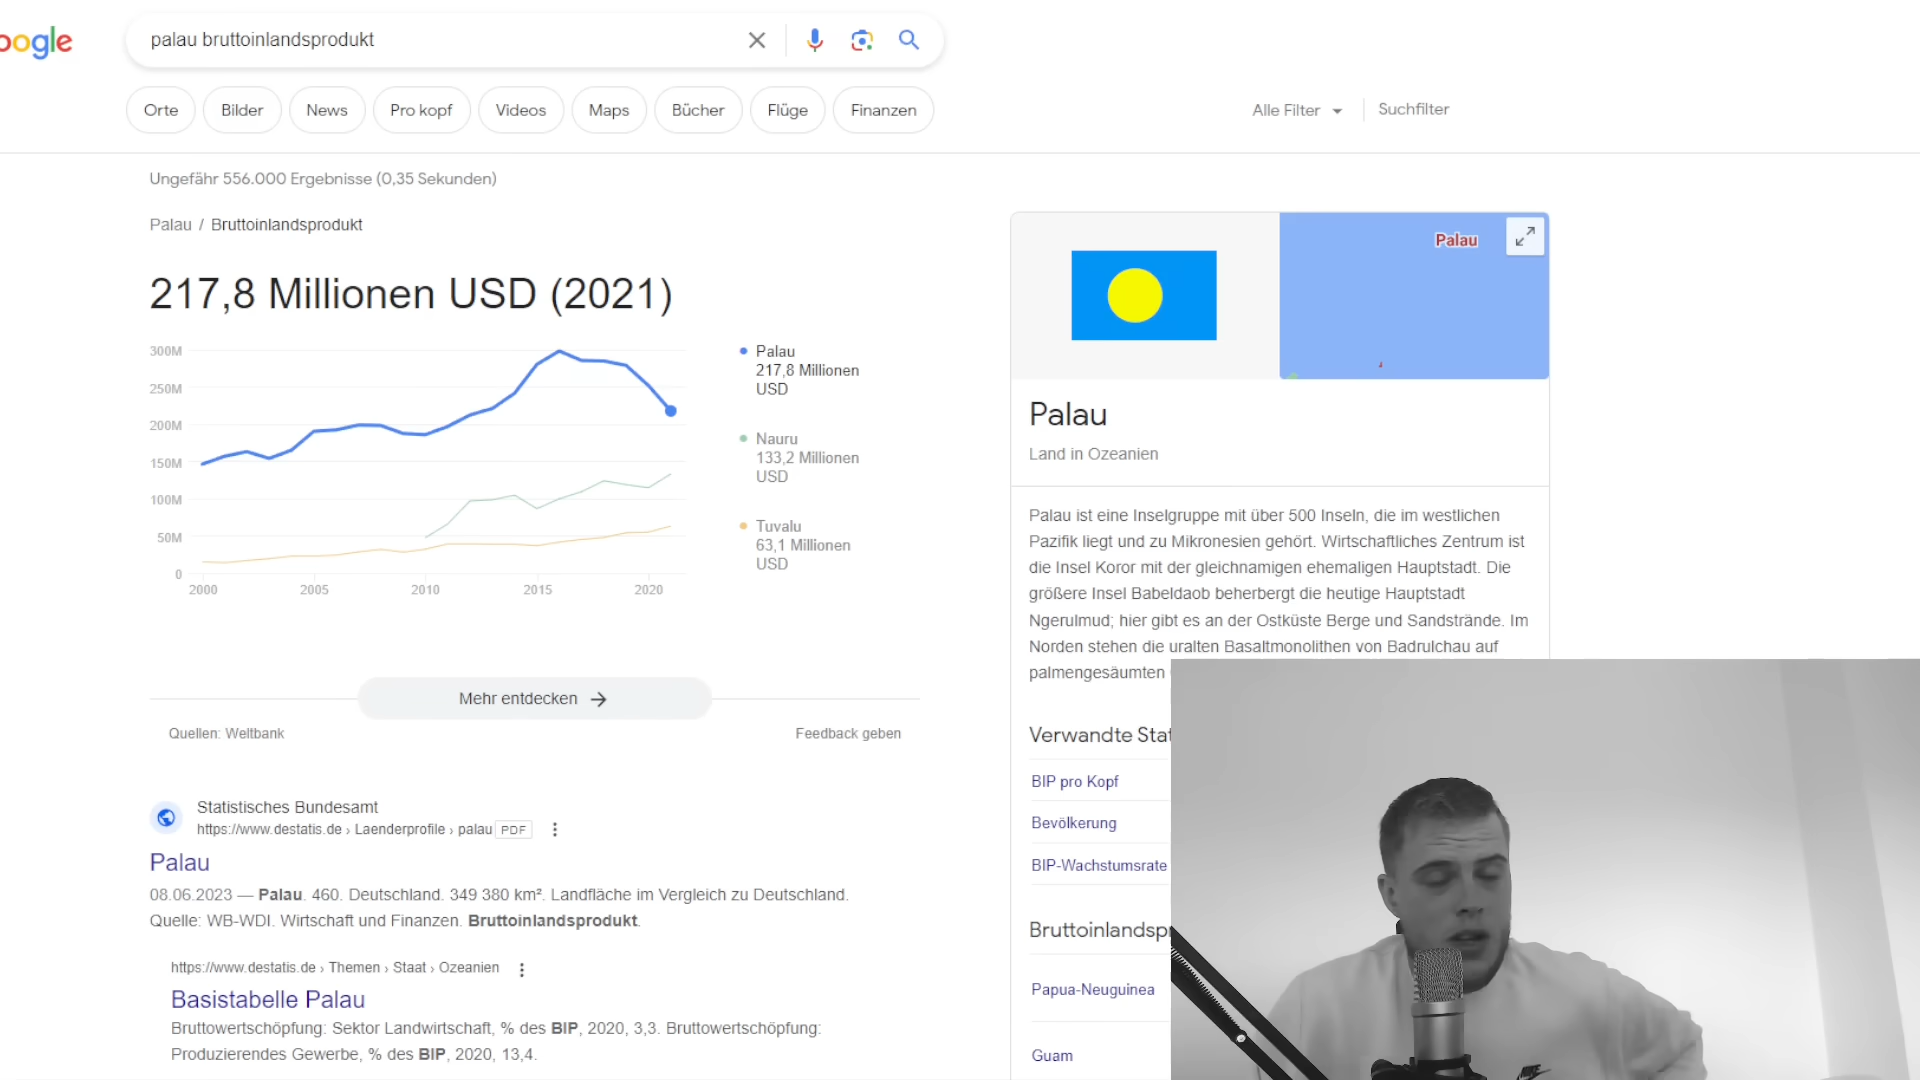 oogle
palau bruttoinlandsprodukt
Orte
Bilder
News
Pro kopf
Videos
Maps
Bücher
Flüge
Finanzen
Alle Filter
Suchfilter
Ungefähr 556.000 Ergebnisse (0,35 Sekunden)
Palau / Bruttoinlandsprodukt
217,8 Millionen USD (2021)
300M
250M
200M
150M
100M
50M
0
2000
2005
2010
2015
2020
Palau
217,8 Millionen
USD
Nauru
133,2 Millionen
USD
Tuvalu
63,1 Millionen
USD
Mehr entdecken
Quellen: Weltbank
Feedback geben
Statistisches Bundesamt
https://www.destatis.de › Laenderprofile › palau PDF
Palau
08.06.2023 — Palau. 460. Deutschland. 349 380 km². Landfläche im Vergleich zu Deutschland.
Quelle: WB-WDI. Wirtschaft und Finanzen. Bruttoinlandsprodukt.
https://www.destatis.de › Themen › Staat › Ozeanien
Basistabelle Palau
Bruttowertschöpfung: Sektor Landwirtschaft, % des BIP, 2020, 3,3. Bruttowertschöpfung:
Produzierendes Gewerbe, % des BIP, 2020, 13,4.
Palau
Palau
Land in Ozeanien
Palau ist eine Inselgruppe mit über 500 Inseln, die im westlichen
Pazifik liegt und zu Mikronesien gehört. Wirtschaftliches Zentrum ist
die Insel Koror mit der gleichnamigen ehemaligen Hauptstadt. Die
größere Insel Babeldaob beherbergt die heutige Hauptstadt
Ngerulmud; hier gibt es an der Ostküste Berge und Sandstrände. Im
Norden stehen die uralten Basaltmonolithen von Badrulchau auf
palmengesäumten
Verwandte Stat
BIP pro Kopf
Bevölkerung
BIP-Wachstumsrate
Bruttoinlandspr
Papua-Neuguinea
Guam
NIKE